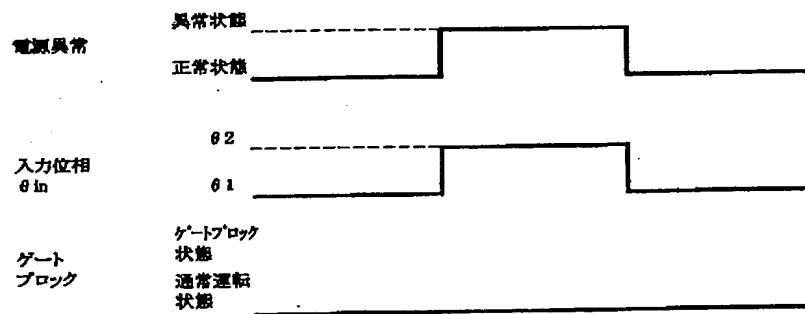 異常状態
電源異常
正常状態
θ2
入力位相
θin
θ1
ゲートブロック
状態
ゲート
ブロック
通常運転
状態